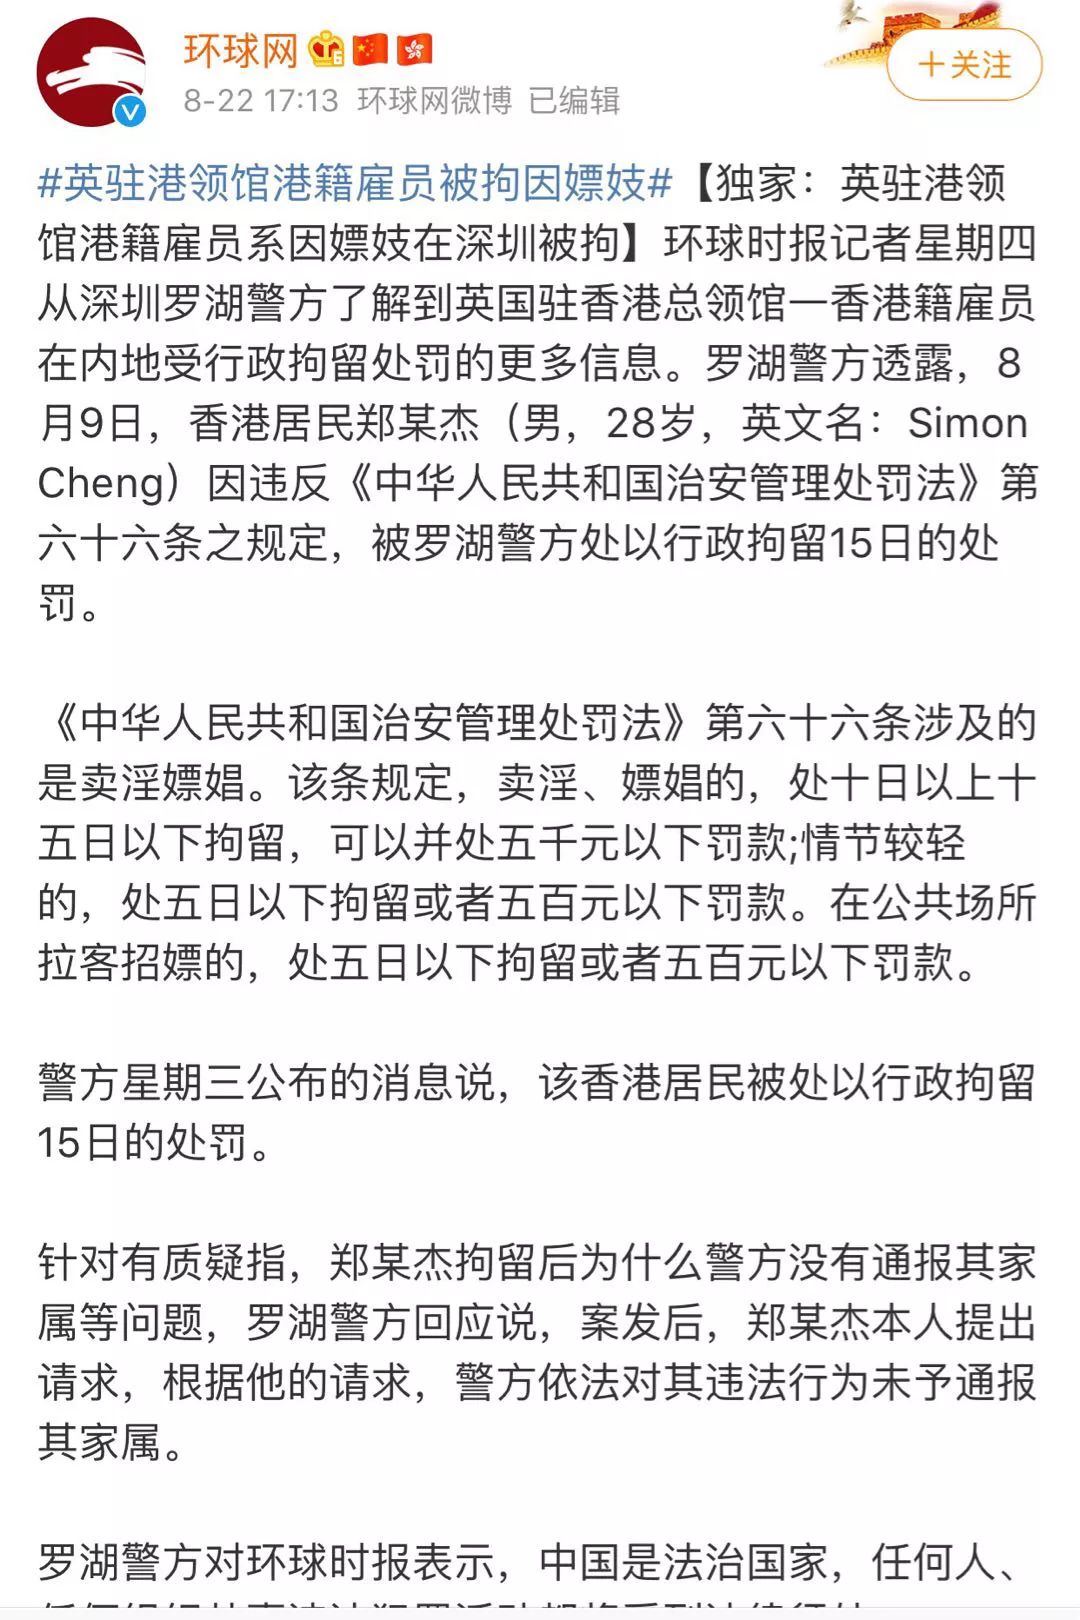 环球网
+关注
8-22 17:13 环球网微博 已编辑
#英驻港领馆港籍雇员被拘因嫖妓#【独家：英驻港领
馆港籍雇员系因嫖妓在深圳被拘】环球时报记者星期四
从深圳罗湖警方了解到英国驻香港总领馆一香港籍雇员
在内地受行政拘留处罚的更多信息。罗湖警方透露，8
月9日，香港居民郑某杰（男，28岁，英文名：Simon
Cheng）因违反《中华人民共和国治安管理处罚法》第
六十六条之规定，被罗湖警方处以行政拘留15日的处
罚。
《中华人民共和国治安管理处罚法》第六十六条涉及的
是卖淫嫖娼。该条规定，卖淫、嫖娼的，处十日以上十
五日以下拘留，可以并处五千元以下罚款;情节较轻
的，处五日以下拘留或者五百元以下罚款。在公共场所
拉客招嫖的，处五日以下拘留或者五百元以下罚款。
警方星期三公布的消息说，该香港居民被处以行政拘留
15日的处罚。
针对有质疑指，郑某杰拘留后为什么警方没有通报其家
属等问题，罗湖警方回应说，案发后，郑某杰本人提出
请求，根据他的请求，警方依法对其违法行为未予通报
其家属。
罗湖警方对环球时报表示，中国是法治国家，任何人、